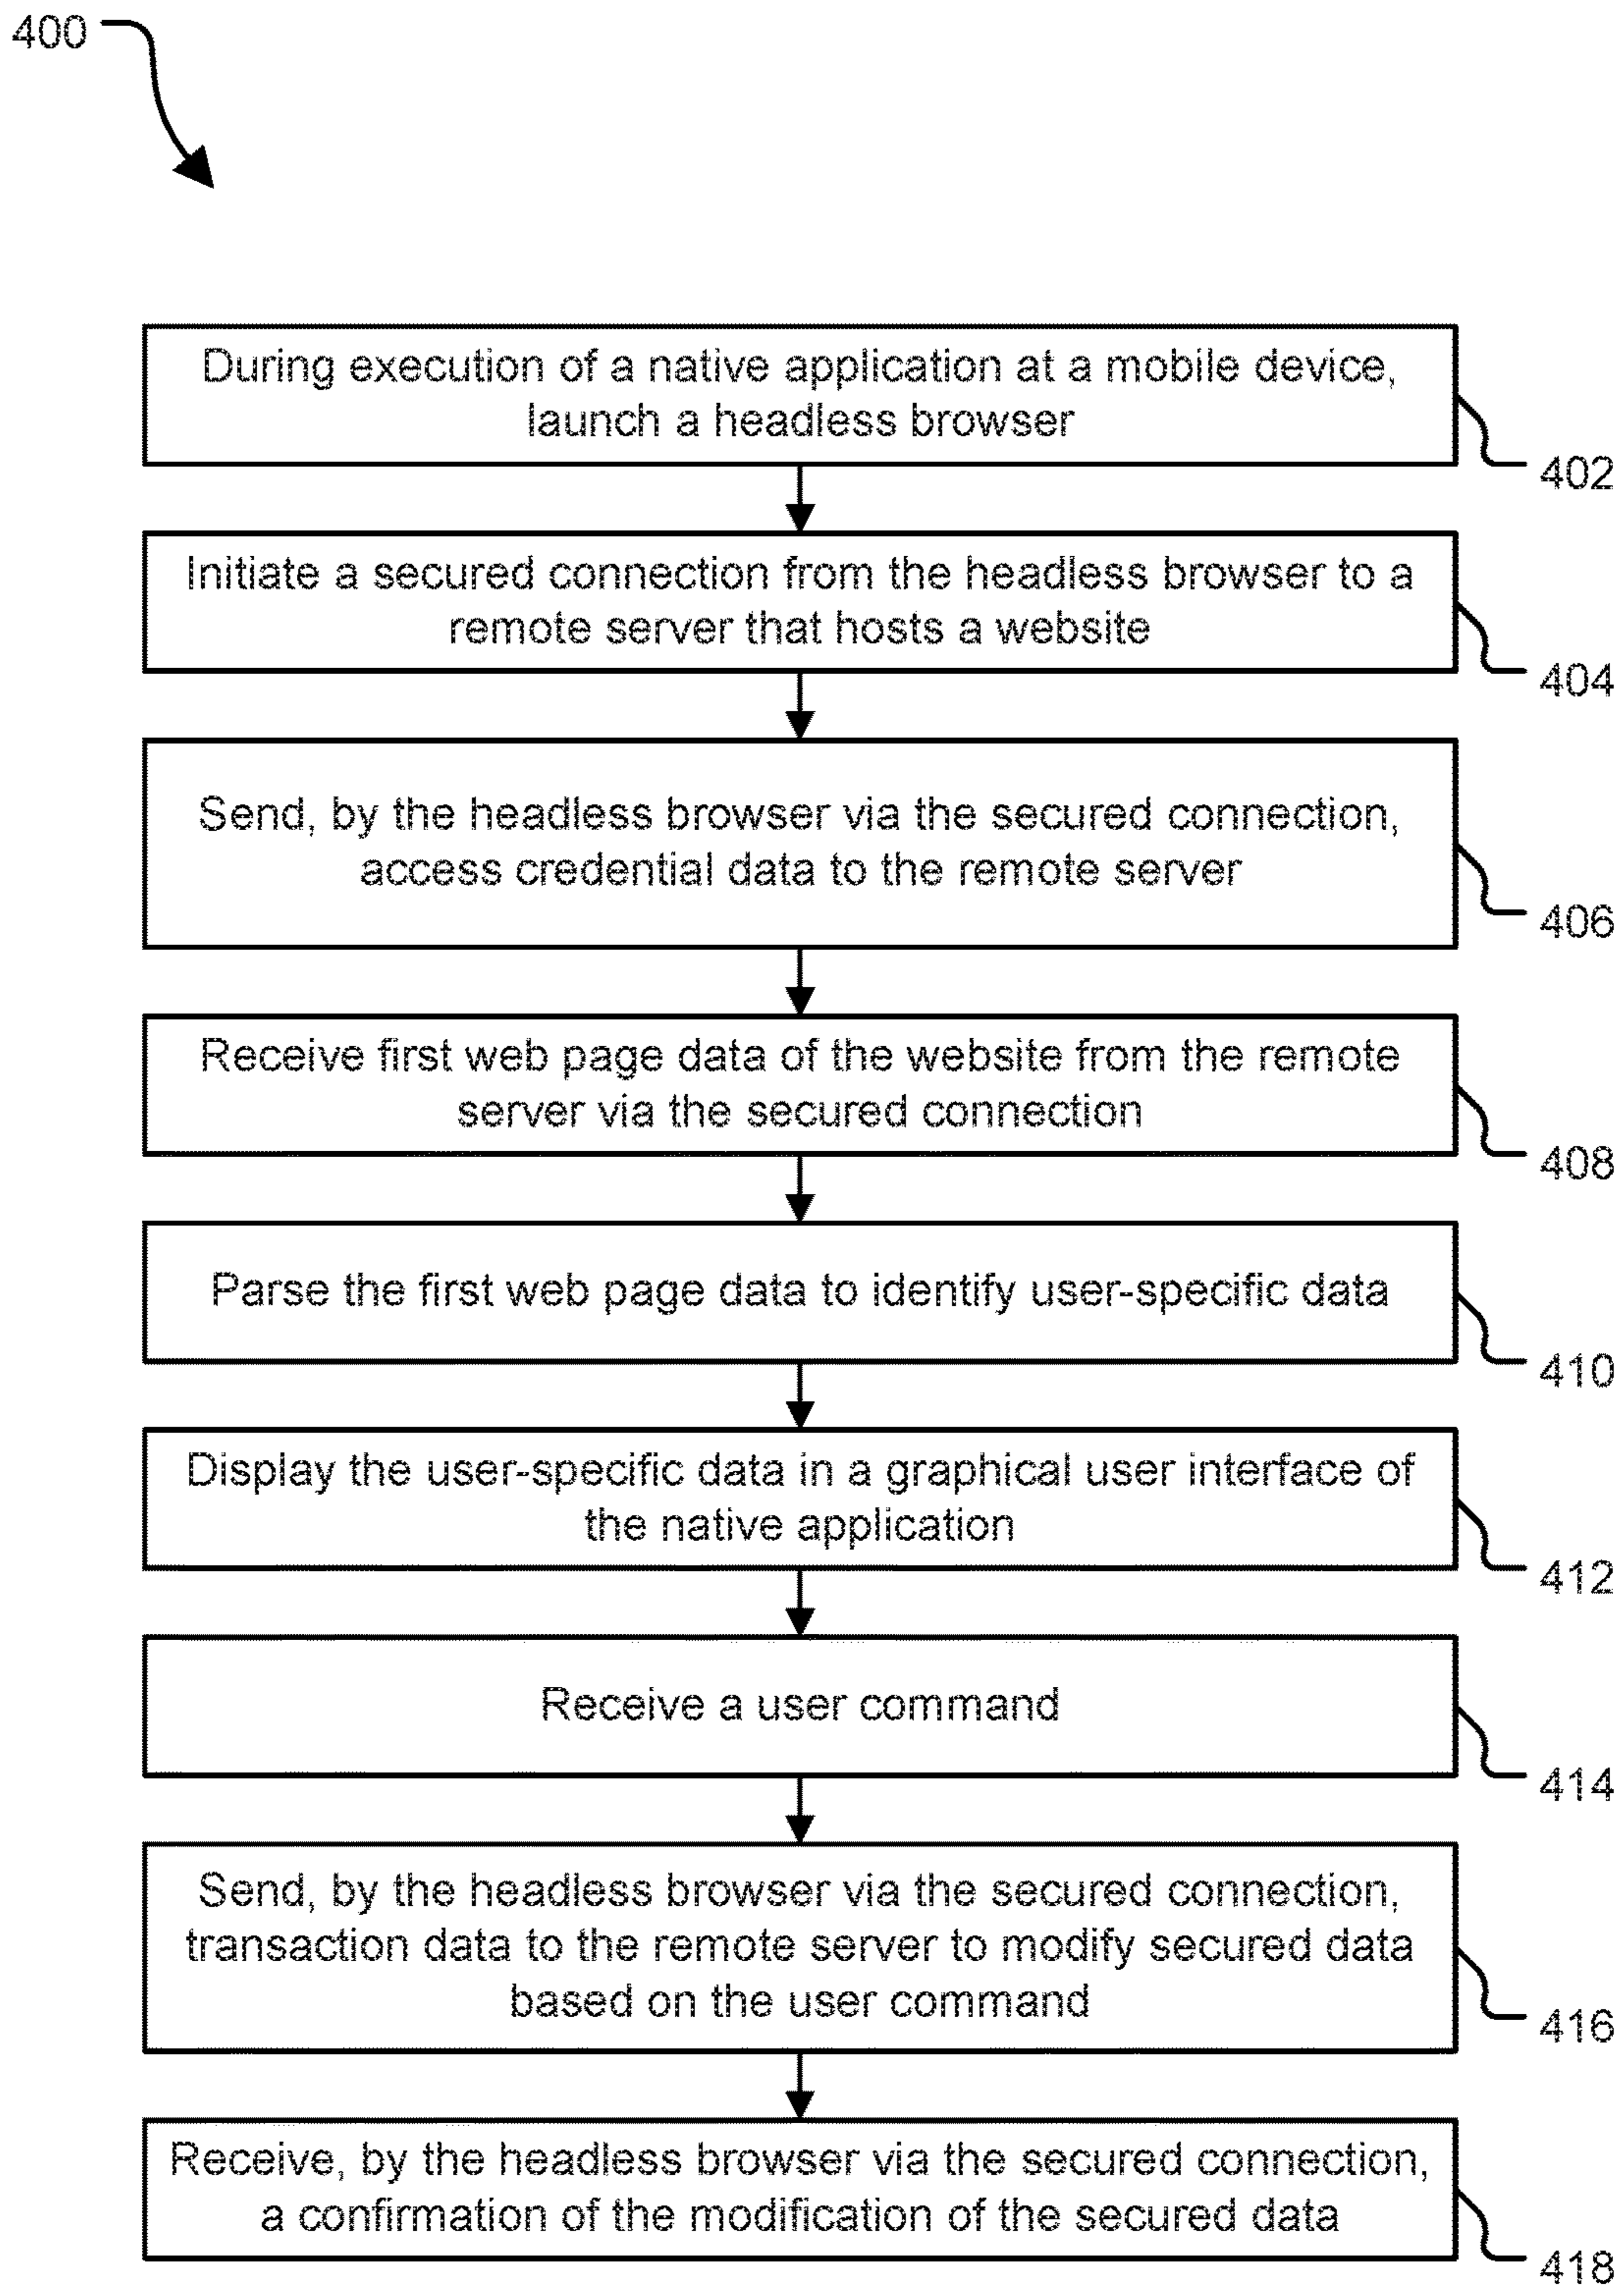 400
During execution of a native application at a mobile device,
launch a headless browser
402
Initiate a secured connection from the headless browser to a
remote server that hosts a website
404
Send, by the headless browser via the secured connection,
access credential data to the remote server
406
Receive first web page data of the website from the remote
server via the secured connection
408
Parse the first web page data to identify user-specific data
410
Display the user-specific data in a graphical user interface of
the native application
412
Receive a user command
414
Send, by the headless browser via the secured connection,
transaction data to the remote server to modify secured data
based on the user command
416
Receive, by the headless browser via the secured connection,
a confirmation of the modification of the secured data
418